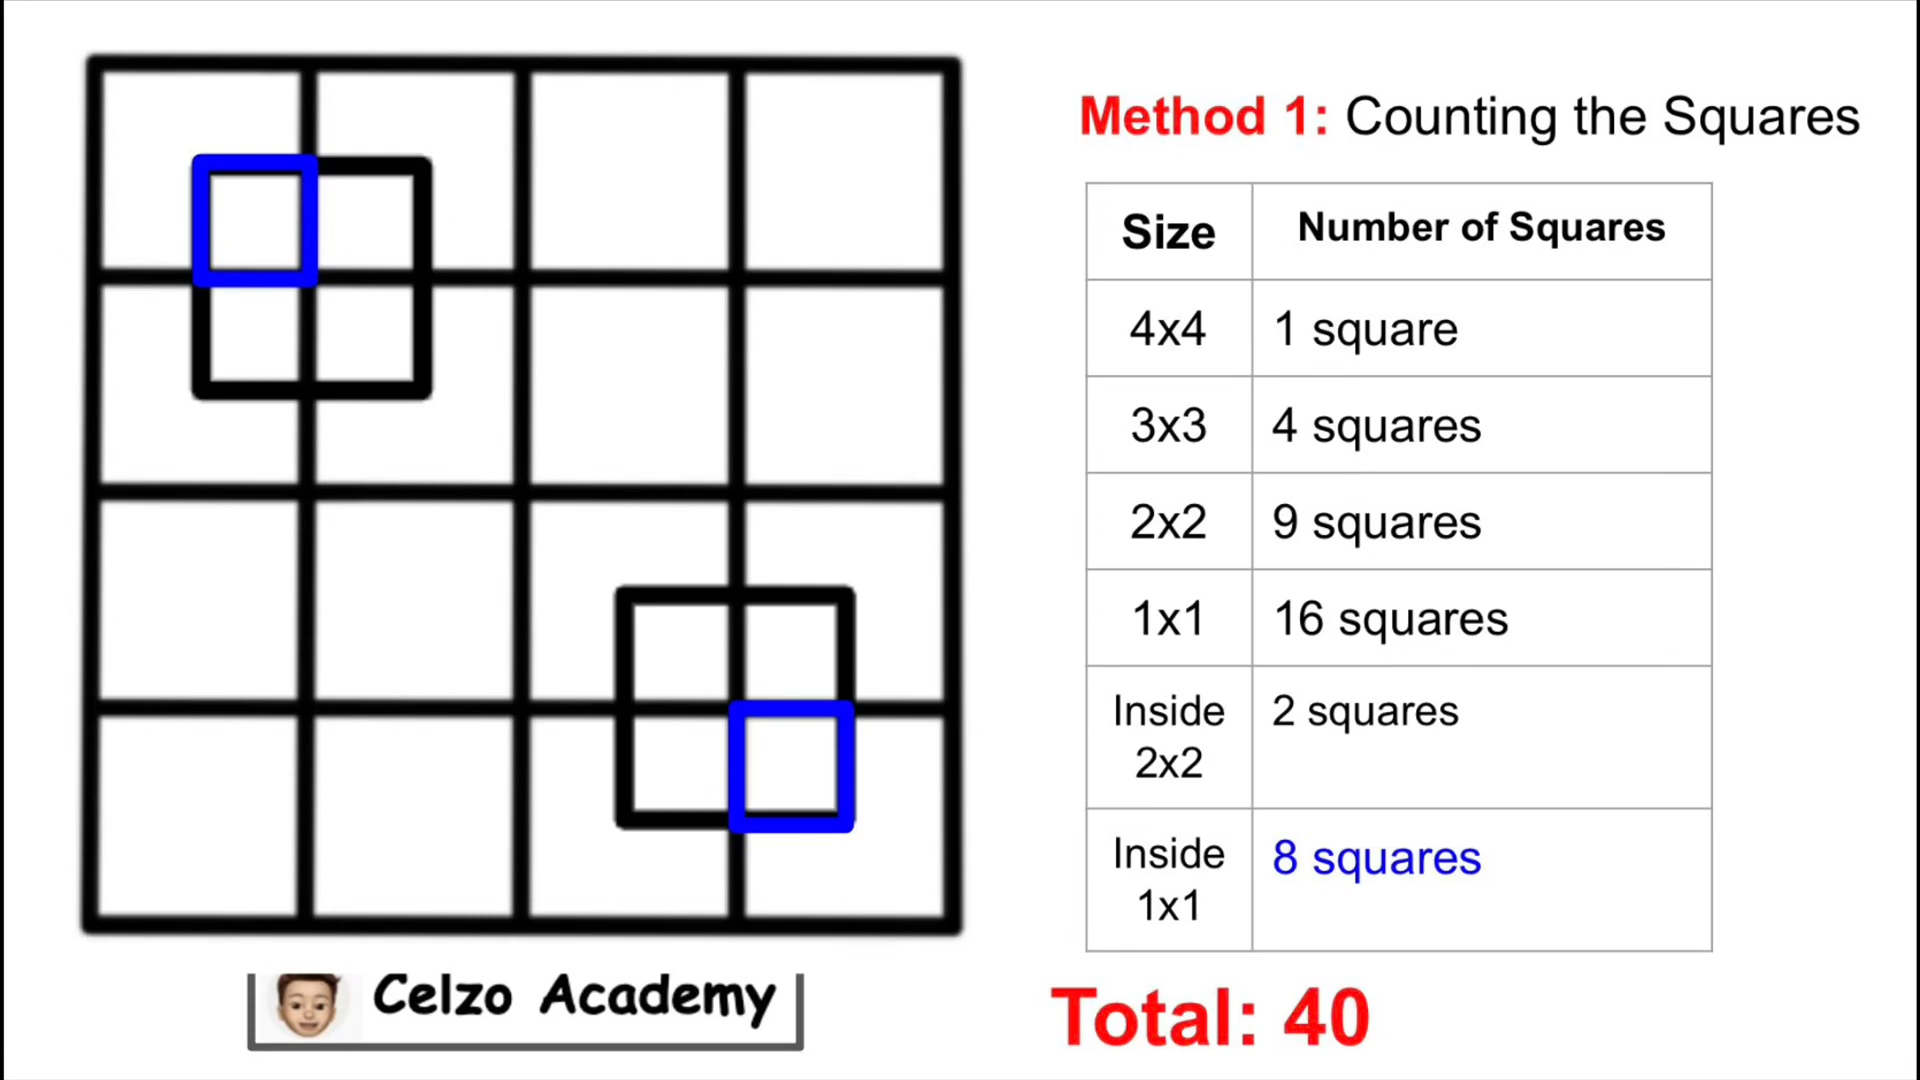 Method 1: Counting the Squares
Size Number of Squares
4x4 1 square
3x3 4 squares
2x2 9 squares
1x1 16 squares
Inside 2 squares
2x2
Inside 8 squares
1x1
Celzo Academy
Total: 40